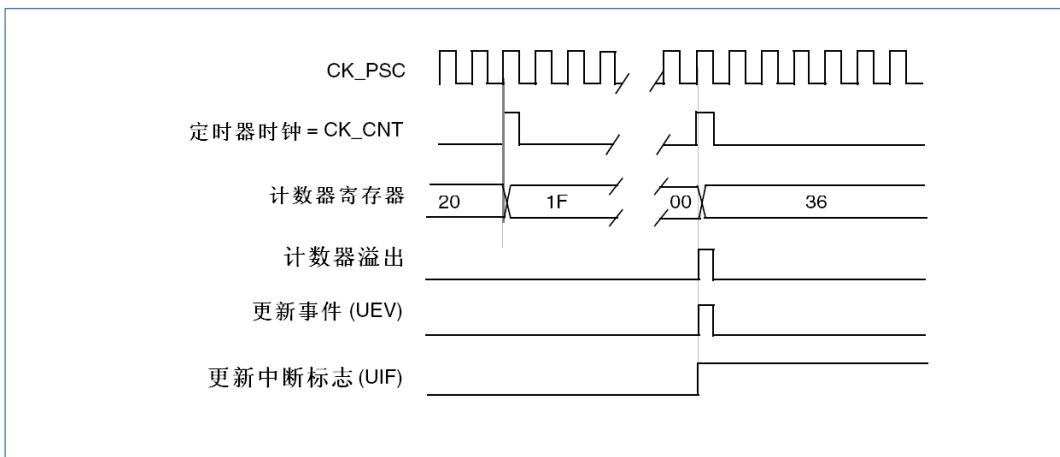 CK_PSC
定时器时钟 = CK_CNT
计数器寄存器
20 1F 00 36
计数器溢出
更新事件 (UEV)
更新中断标志 (UIF)